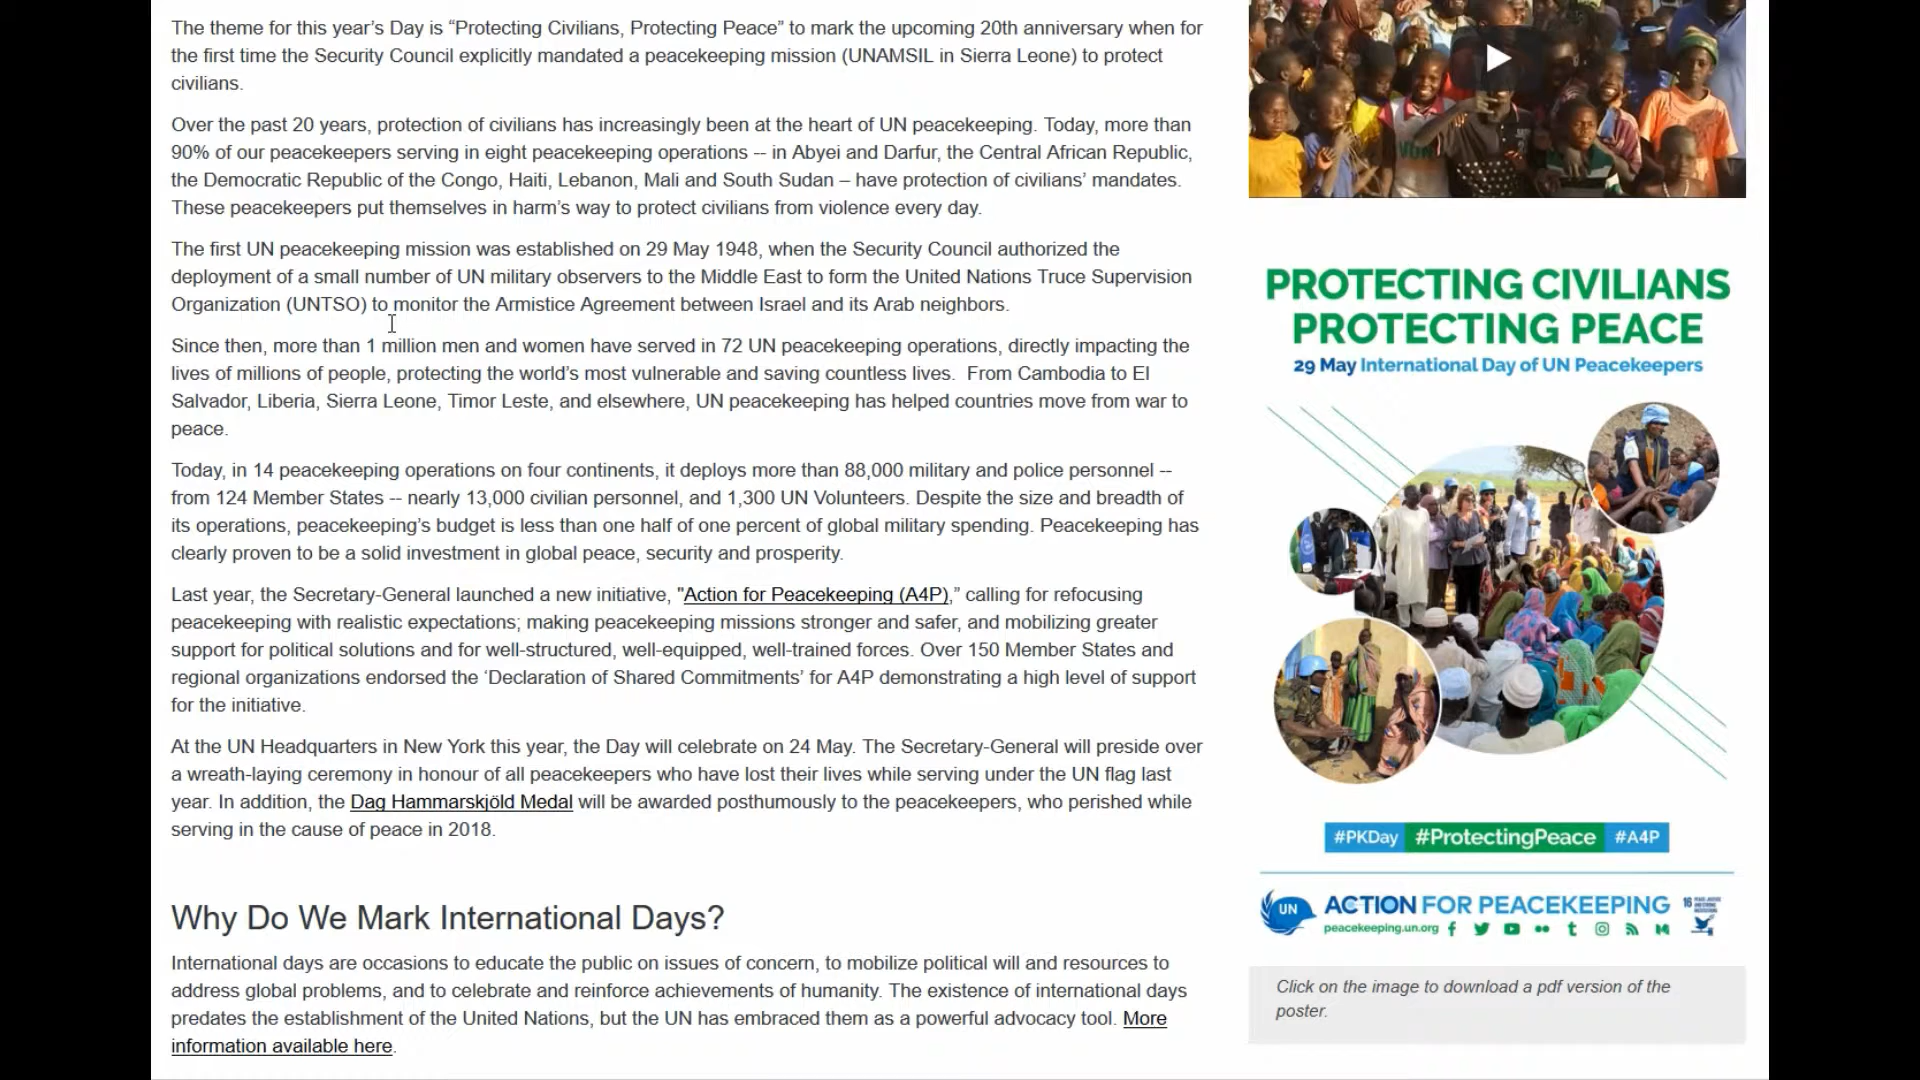 The theme for this year’s Day is “Protecting Civilians, Protecting Peace” to mark the upcoming 20th anniversary when for
the first time the Security Council explicitly mandated a peacekeeping mission (UNAMSIL in Sierra Leone) to protect
civilians.
Over the past 20 years, protection of civilians has increasingly been at the heart of UN peacekeeping. Today, more than
90% of our peacekeepers serving in eight peacekeeping operations -- in Abyei and Darfur, the Central African Republic,
the Democratic Republic of the Congo, Haiti, Lebanon, Mali and South Sudan – have protection of civilians’ mandates.
These peacekeepers put themselves in harm’s way to protect civilians from violence every day.
The first UN peacekeeping mission was established on 29 May 1948, when the Security Council authorized the
deployment of a small number of UN military observers to the Middle East to form the United Nations Truce Supervision
Organization (UNTSO) to monitor the Armistice Agreement between Israel and its Arab neighbors.
Since then, more than 1 million men and women have served in 72 UN peacekeeping operations, directly impacting the
lives of millions of people, protecting the world’s most vulnerable and saving countless lives.  From Cambodia to El
Salvador, Liberia, Sierra Leone, Timor Leste, and elsewhere, UN peacekeeping has helped countries move from war to
peace.
Today, in 14 peacekeeping operations on four continents, it deploys more than 88,000 military and police personnel --
from 124 Member States -- nearly 13,000 civilian personnel, and 1,300 UN Volunteers. Despite the size and breadth of
its operations, peacekeeping’s budget is less than one half of one percent of global military spending. Peacekeeping has
clearly proven to be a solid investment in global peace, security and prosperity.
Last year, the Secretary-General launched a new initiative, "Action for Peacekeeping (A4P),” calling for refocusing
peacekeeping with realistic expectations; making peacekeeping missions stronger and safer, and mobilizing greater
support for political solutions and for well-structured, well-equipped, well-trained forces. Over 150 Member States and
regional organizations endorsed the ‘Declaration of Shared Commitments’ for A4P demonstrating a high level of support
for the initiative.
At the UN Headquarters in New York this year, the Day will celebrate on 24 May. The Secretary-General will preside over
a wreath-laying ceremony in honour of all peacekeepers who have lost their lives while serving under the UN flag last
year. In addition, the Dag Hammarskjöld Medal will be awarded posthumously to the peacekeepers, who perished while
serving in the cause of peace in 2018.
Why Do We Mark International Days?
International days are occasions to educate the public on issues of concern, to mobilize political will and resources to
address global problems, and to celebrate and reinforce achievements of humanity. The existence of international days
predates the establishment of the United Nations, but the UN has embraced them as a powerful advocacy tool. More
information available here.
PROTECTING CIVILIANS
PROTECTING PEACE
29 May International Day of UN Peacekeepers
#PKDay #ProtectingPeace #A4P
UN
ACTION FOR PEACEKEEPING
peacekeeping.un.org
16
Click on the image to download a pdf version of the
poster.